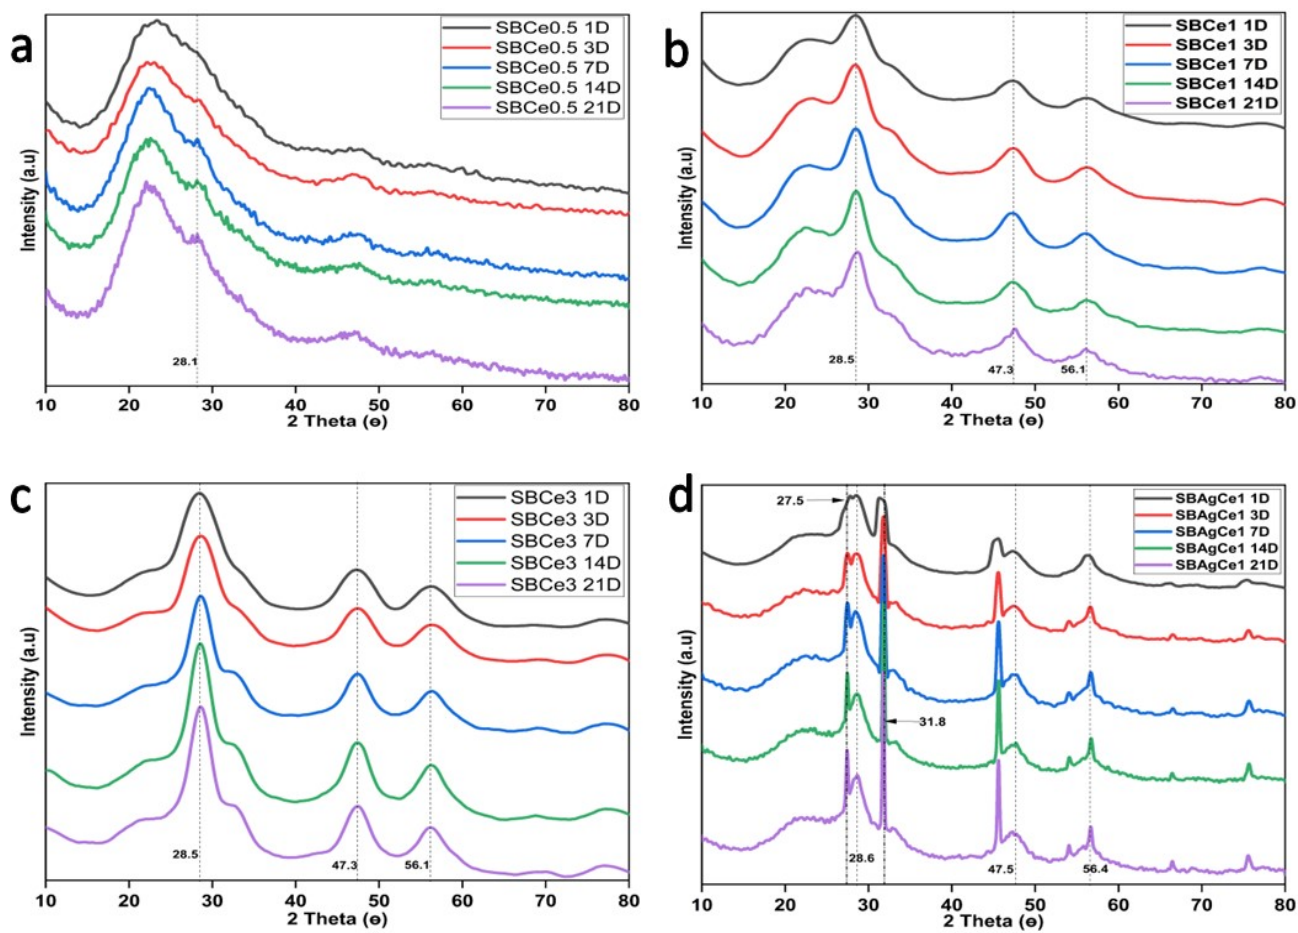 a
SBCe0.5 1D
SBCe0.5 3D
SBCe0.5 7D
SBCe0.5 14D
SBCe0.5 21D
Intensity (a.u)
28.1
10 20 30 40 50 60 70 80
2 Theta (ɵ)
b
SBCe1 1D
SBCe1 3D
SBCe1 7D
SBCe1 14D
SBCe1 21D
Intensity (a.u)
28.5
47.3
56.1
10 20 30 40 50 60 70 80
2 Theta (ɵ)
c
SBCe3 1D
SBCe3 3D
SBCe3 7D
SBCe3 14D
SBCe3 21D
Intensity (a.u)
28.5
47.3
56.1
10 20 30 40 50 60 70 80
2 Theta (ɵ)
d
SBAgCe1 1D
SBAgCe1 3D
SBAgCe1 7D
SBAgCe1 14D
SBAgCe1 21D
27.5
31.8
Intensity (a.u)
28.6
47.5
56.4
10 20 30 40 50 60 70 80
2 Theta (ɵ)